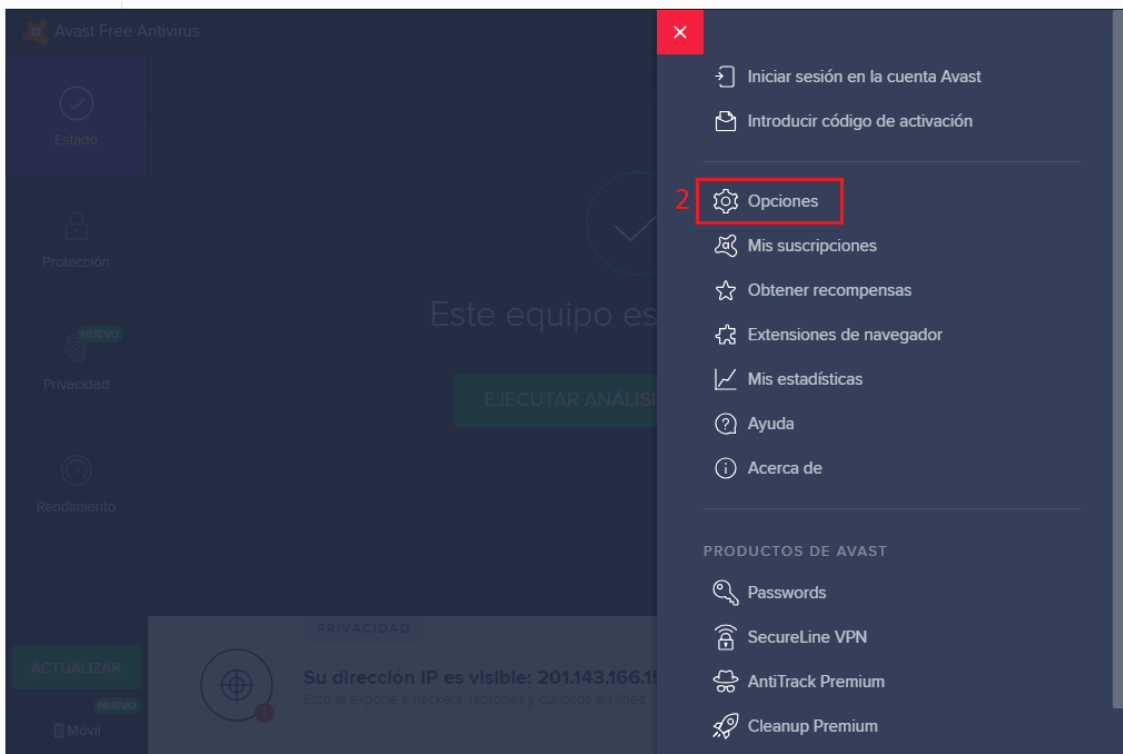 Avast Free Antivirus
Estado
Protección
NUEVO
Privacidad
Rendimiento
ACTUALIZAR
NUEVO
Móvil
Este equipo es
EJECUTAR ANÁLISI
PRIVACIDAD
Su dirección IP es visible: 201.143.166.15
Esto le expone a hackers, ladrones y curiosos en línea.
Iniciar sesión en la cuenta Avast
Introducir código de activación
2
Opciones
Mis suscripciones
Obtener recompensas
Extensiones de navegador
Mis estadísticas
Ayuda
Acerca de
PRODUCTOS DE AVAST
Passwords
SecureLine VPN
AntiTrack Premium
Cleanup Premium